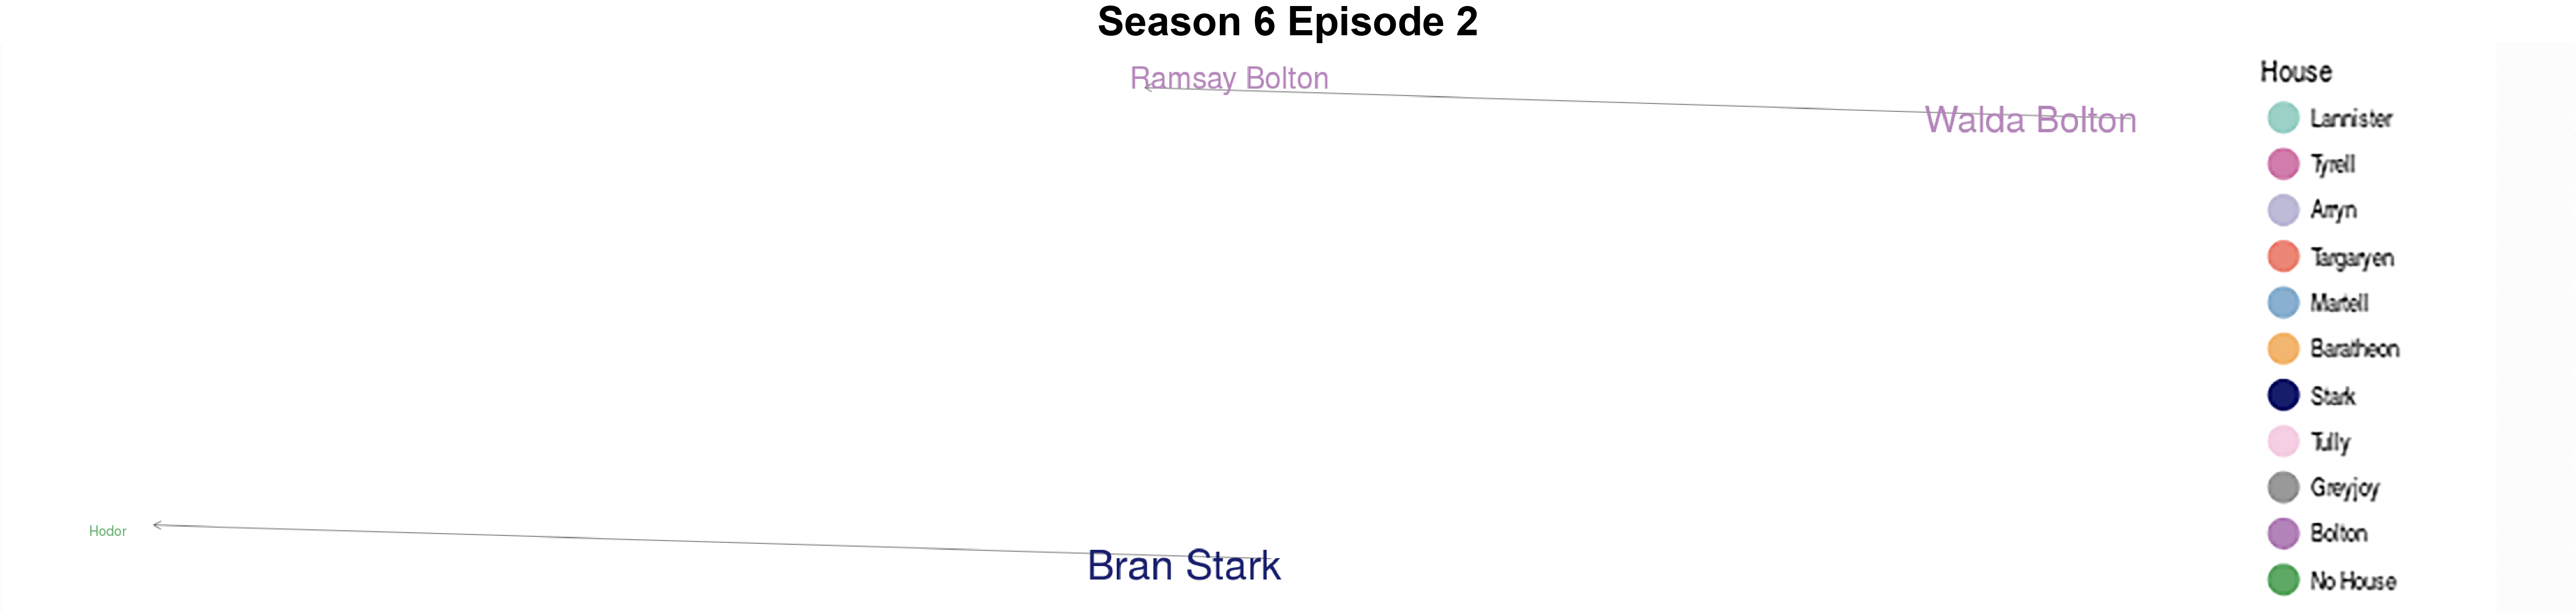 Season 6 Episode 2
Ramsay Bolton
Walda Bolton
Hodor
Bran Stark
House
Lannister
Tyrell
Arryn
Targaryen
Martell
Baratheon
Stark
Tully
Greyjoy
Bolton
No House